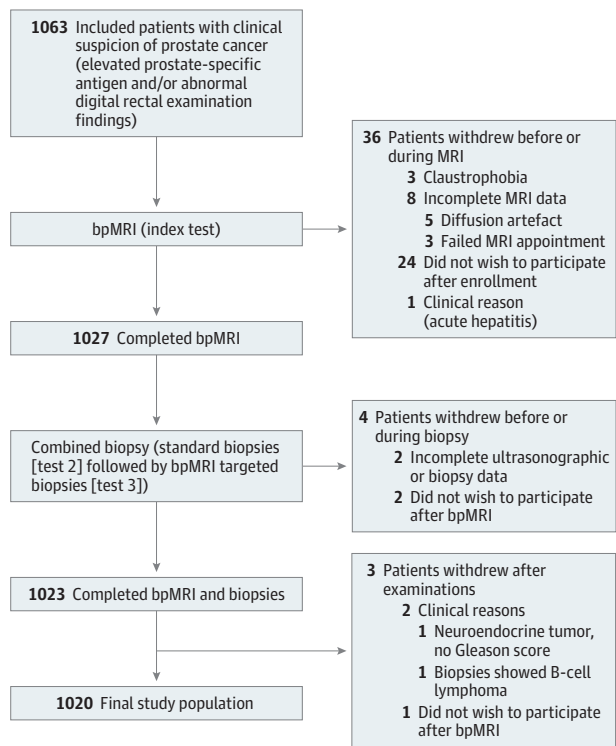 1063 Included patients with clinical
suspicion of prostate cancer
(elevated prostate-specific
antigen and/or abnormal
digital rectal examination
findings)
36 Patients withdrew before or
during MRI
3 Claustrophobia
8 Incomplete MRI data
5 Diffusion artefact
3 Failed MRI appointment
24 Did not wish to participate
after enrollment
1 Clinical reason
(acute hepatitis)
bpMRI (index test)
1027 Completed bpMRI
4 Patients withdrew before or
during biopsy
2 Incomplete ultrasonographic
or biopsy data
2 Did not wish to participate
after bpMRI
Combined biopsy (standard biopsies
[test 2] followed by bpMRI targeted
biopsies [test 3])
1023 Completed bpMRI and biopsies
3 Patients withdrew after
examinations
2 Clinical reasons
1 Neuroendocrine tumor,
no Gleason score
1 Biopsies showed B-cell
lymphoma
1 Did not wish to participate
after bpMRI
1020 Final study population